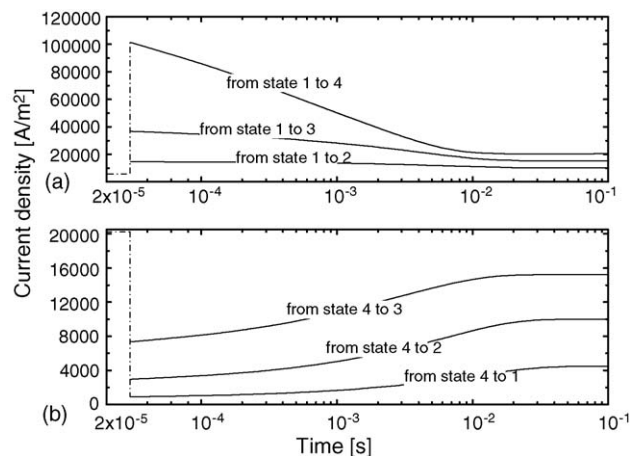 Current density [A/m²]
120000
100000
80000
60000
40000
20000
from state 1 to 4
from state 1 to 3
from state 1 to 2
(a)
2x10⁻⁵
10⁻⁴
10⁻³
10⁻²
10⁻¹
20000
16000
12000
8000
4000
0
from state 4 to 3
from state 4 to 2
from state 4 to 1
(b)
2x10⁻⁵
10⁻⁴
10⁻³
10⁻²
10⁻¹
Time [s]